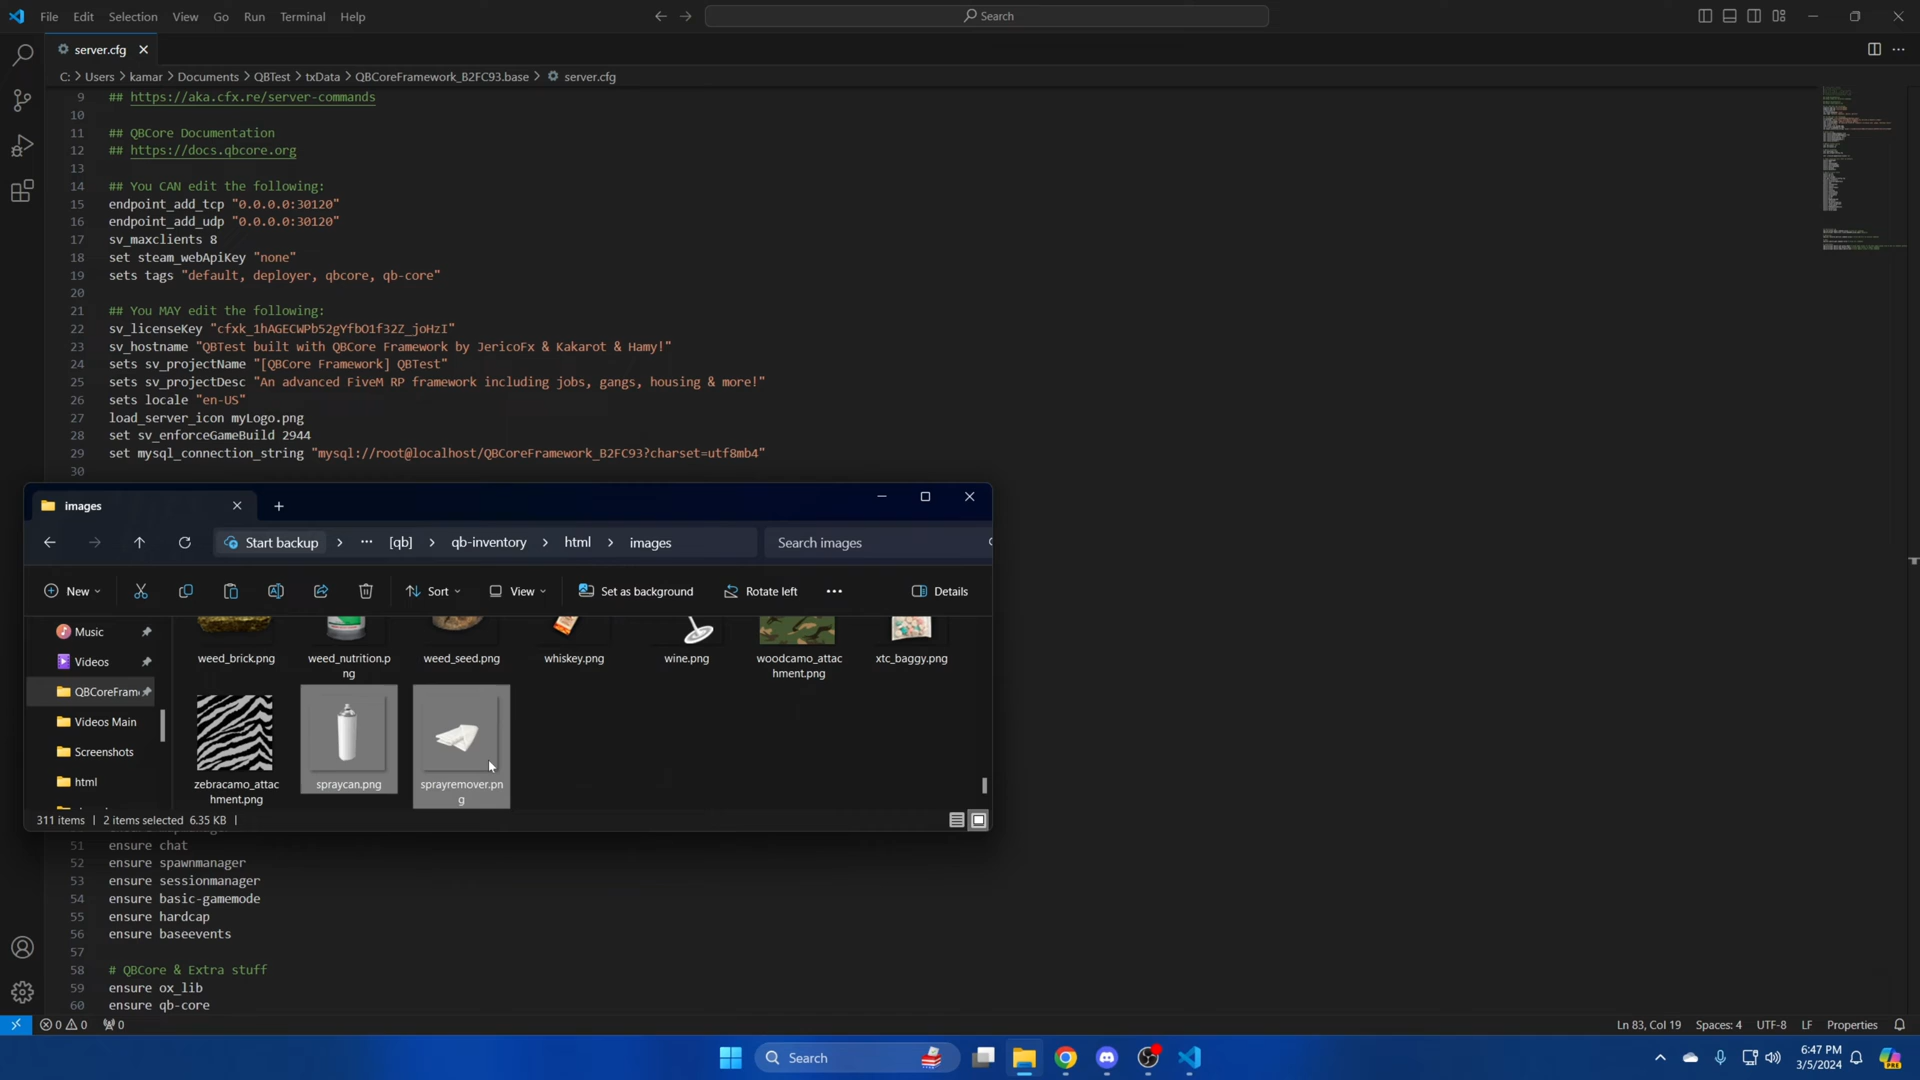 File Edit Selection View Go Run Terminal Help
Search
server.cfg
C: > Users > kamar > Documents > QBTest > txData > QBCoreFramework_B2FC93.base > server.cfg
9 ## https://aka.cfx.re/server-commands
10
11 ## QBCore Documentation
12 ## https://docs.qbcore.org
13
14 ## You CAN edit the following:
15 endpoint_add_tcp "0.0.0.0:30120"
16 endpoint_add_udp "0.0.0.0:30120"
17 sv_maxclients 8
18 set steam_webApiKey "none"
19 sets tags "default, deployer, qbcore, qb-core"
20
21 ## You MAY edit the following:
22 sv_licenseKey "cfxk_1hAGECWPb52gYfbO1f32Z_joHzI"
23 sv_hostname "QBTest built with QBCore Framework by JericoFx & Kakarot & Hamy!"
24 sets sv_projectName "[QBCore Framework] QBTest"
25 sets sv_projectDesc "An advanced FiveM RP framework including jobs, gangs, housing & more!"
26 sets locale "en-US"
27 load_server_icon myLogo.png
28 set sv_enforceGameBuild 2944
29 set mysql_connection_string "mysql://root@localhost/QBCoreFramework_B2FC93?charset=utf8mb4"
30
images
Start backup > ... [qb] > qb-inventory > html > images
Search images
New Sort View Set as background Rotate left ... Details
Music
Videos
QBCoreFram
Videos Main
Screenshots
html
weed_brick.png
weed_nutrition.p
ng
weed_seed.png
whiskey.png
wine.png
woodcamo_attac
hment.png
xtc_baggy.png
zebracamo_attac
hment.png
spraycan.png
sprayremover.pn
g
311 items | 2 items selected 6.35 KB |
51 ensure chat
52 ensure spawnmanager
53 ensure sessionmanager
54 ensure basic-gamemode
55 ensure hardcap
56 ensure baseevents
57
58 # QBCore & Extra stuff
59 ensure ox_lib
60 ensure qb-core
0 0 0
Ln 83, Col 19 Spaces: 4 UTF-8 LF Properties
Search
6:47 PM
3/5/2024
PRE